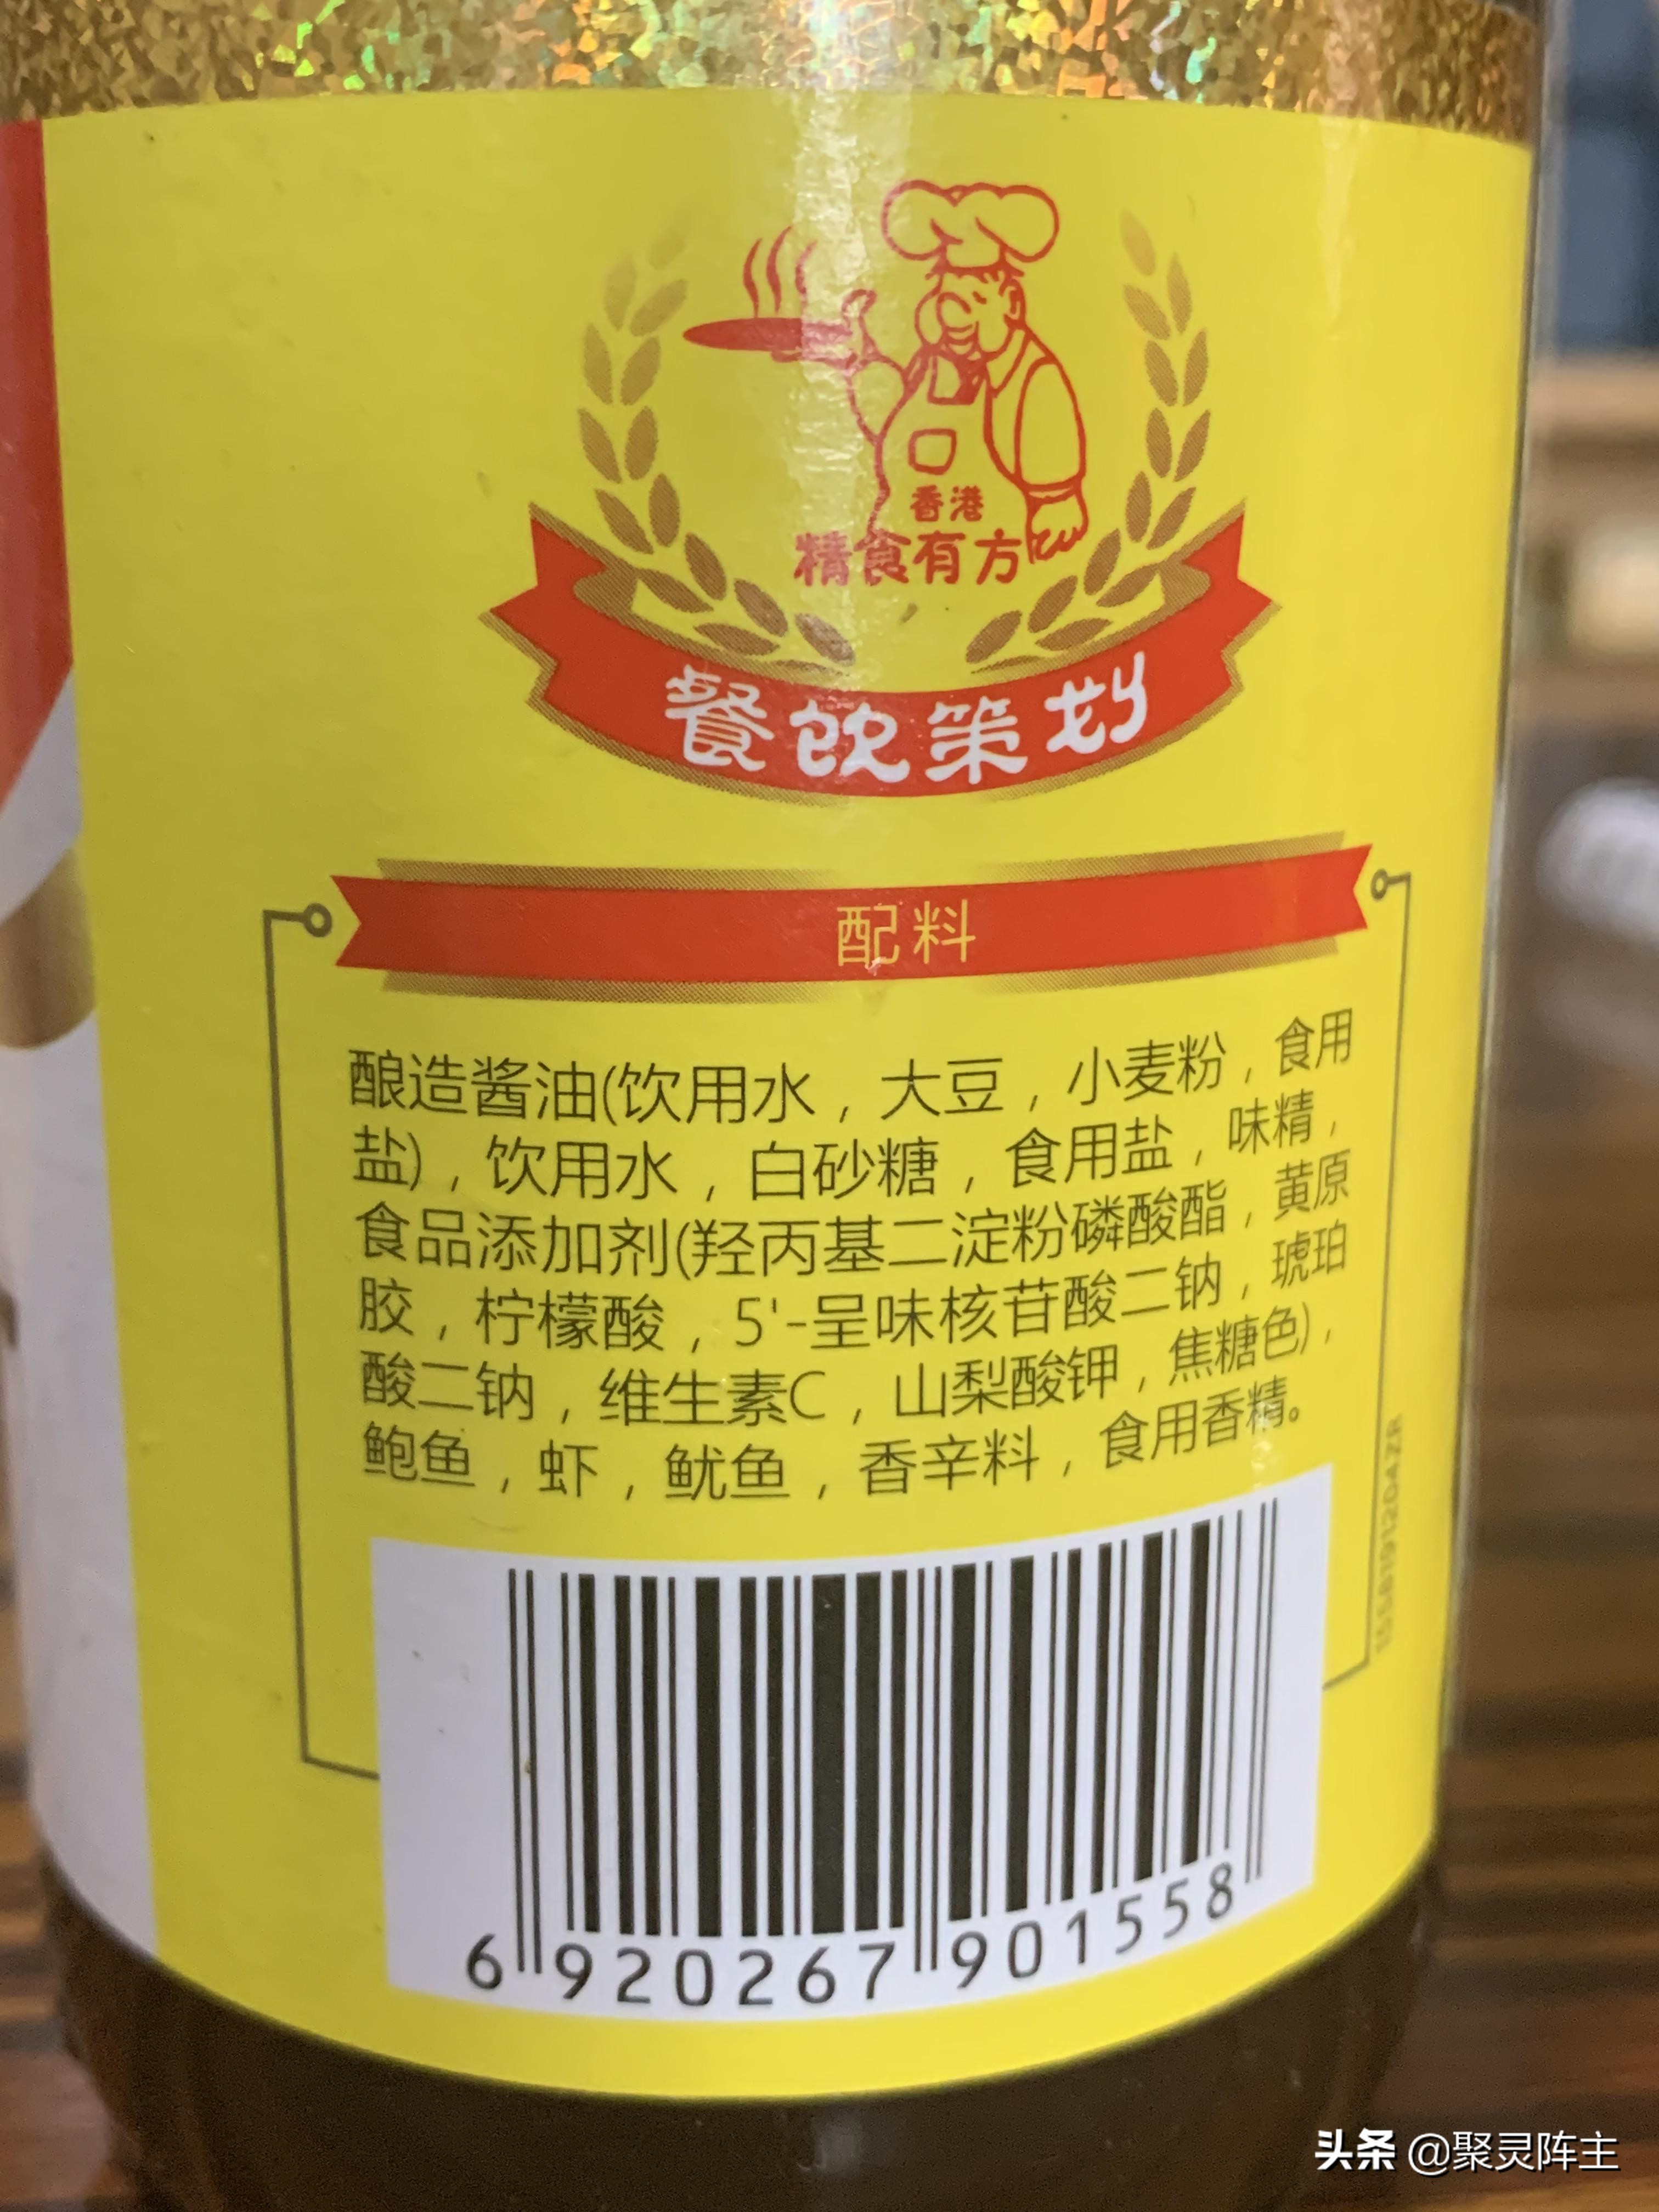 香港
精食有方
餐饮策划
配料
酿造酱油(饮用水，大豆，小麦粉，食用
盐)，饮用水，白砂糖，食用盐，味精，
食品添加剂(羟丙基二淀粉磷酸酯，黄原
胶，柠檬酸，5'-呈味核苷酸二钠，琥珀
酸二钠，维生素C，山梨酸钾，焦糖色)，
鲍鱼，虾，鱿鱼，香辛料，食用香精。
6 920267 901558
头条 @聚灵阵主